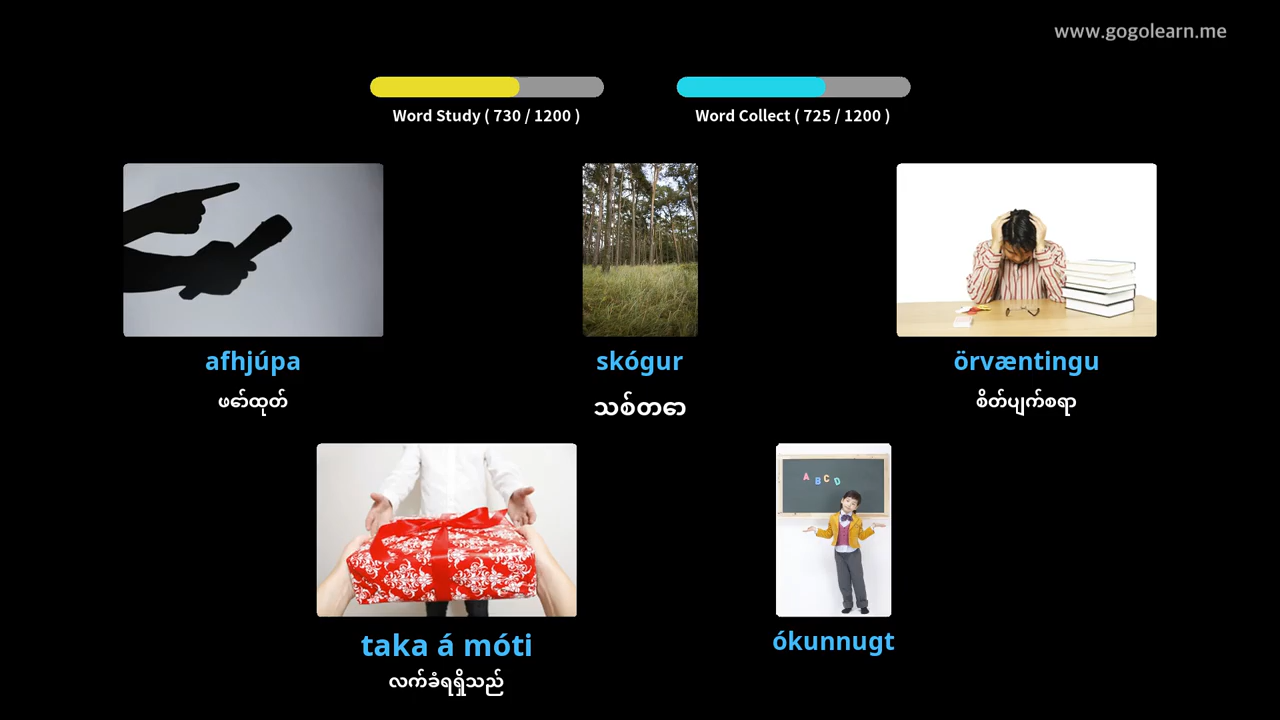 www.gogolearn.me
Word Study ( 730 / 1200 )
Word Collect ( 725 / 1200 )
afhjúpa
ဖော်ထုတ်
skógur
သစ်တော
örvæntingu
စိတ်ပျက်စရာ
taka á móti
လက်ခံရရှိသည်
ókunnugt
A B C D